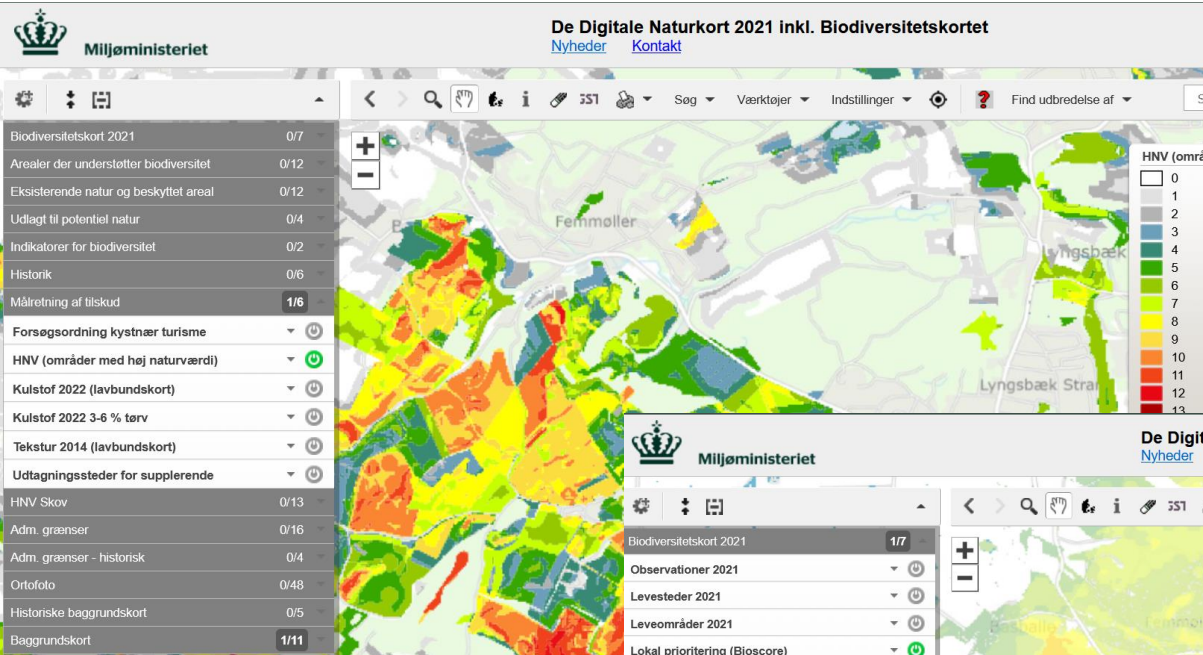 De Digitale Naturkort 2021 inkl. Biodiversitetskortet
Miljøministeriet
Nyheder Kontakt
Søg Værktøjer Indstillinger ? Find udbredelse af
Biodiversitetskort 2021 0/7
Arealer der understøtter biodiversitet 0/12
Eksisterende natur og beskyttet areal 0/12
Udlagt til potentiel natur 0/4
Indikatorer for biodiversitet 0/2
Historik 0/6
Målretning af tilskud 1/6
Forsøgsordning kystnær turisme
HNV (områder med høj naturværdi)
Kulstof 2022 (lavbundskort)
Kulstof 2022 3-6 % tørv
Tekstur 2014 (lavbundskort)
Udtagningssteder for supplerende
HNV Skov 0/13
Adm. grænser 0/16
Adm. grænser - historisk 0/4
Ortofoto 0/48
Historiske baggrundskort 0/5
Baggrundskort 1/11
+
−
Femmøller
Lyngsbæk
Lyngsbæk Stran
HNV (områ
0
1
2
3
4
5
6
7
8
9
10
11
12
13
De Digit
Miljøministeriet
Nyheder
Biodiversitetskort 2021 1/7
Observationer 2021
Levesteder 2021
Leveområder 2021
Lokal prioritering (Bioscore)
+
−